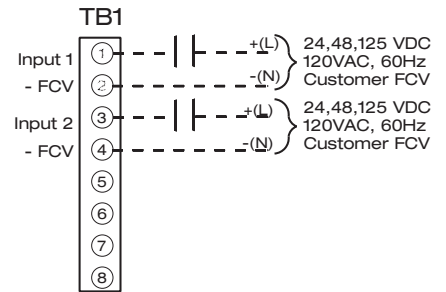 TB1
Input 1
1
+(L)
24,48,125 VDC
120VAC, 60Hz
- FCV
2
-(N)
Customer FCV
nput 2
3
+(L)
24,48,125 VDC
120VAC, 60Hz
- FCV
4
-(N)
Customer FCV
5
6
7
8